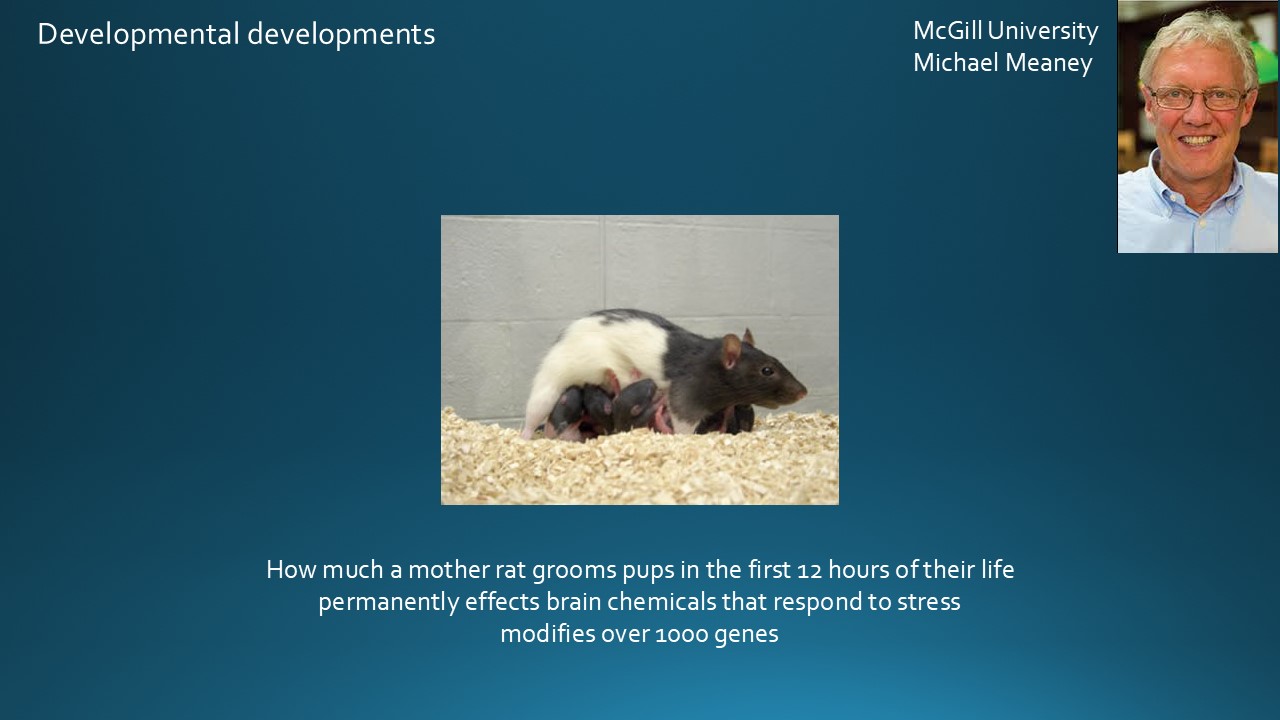 Developmental developments
McGill University
Michael Meaney
How much a mother rat grooms pups in the first 12 hours of their life
permanently effects brain chemicals that respond to stress
modifies over 1000 genes